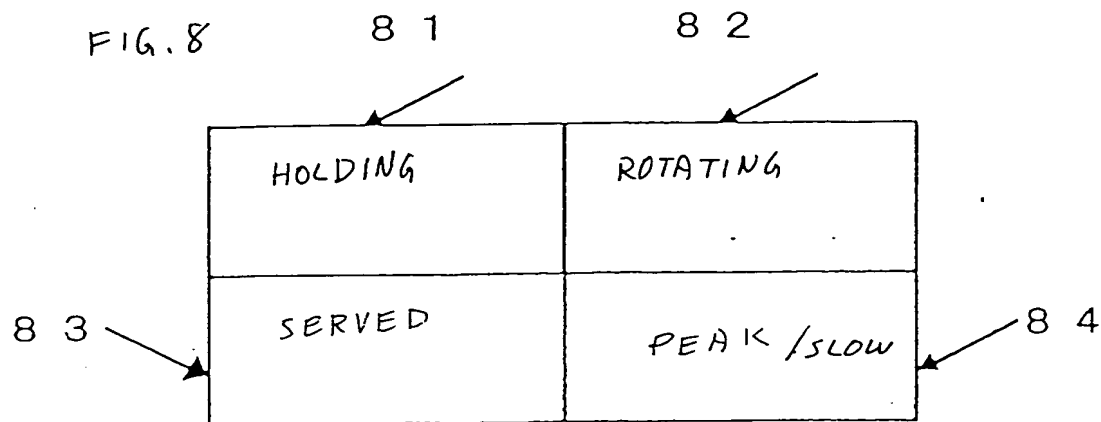 FIG. 8
8 1
8 2
HOLDING
ROTATING
8 3
SERVED
PEAK / SLOW
8 4